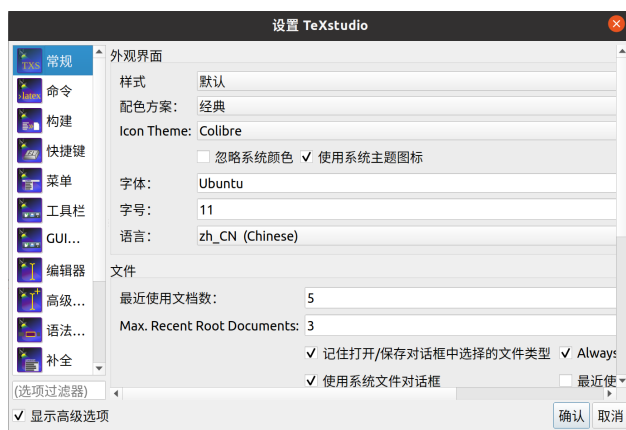 设置 TeXstudio
TXS 常规
>latex 命令
构建
快捷键
菜单
工具栏
GUI...
编辑器
高级...
语法...
补全
(选项过滤器)
显示高级选项
外观界面
样式 默认
配色方案： 经典
Icon Theme: Colibre
忽略系统颜色 使用系统主题图标
字体： Ubuntu
字号： 11
语言： zh_CN (Chinese)
文件
最近使用文档数： 5
Max. Recent Root Documents: 3
记住打开/保存对话框中选择的文件类型 Always
使用系统文件对话框 最近使
确认 取消